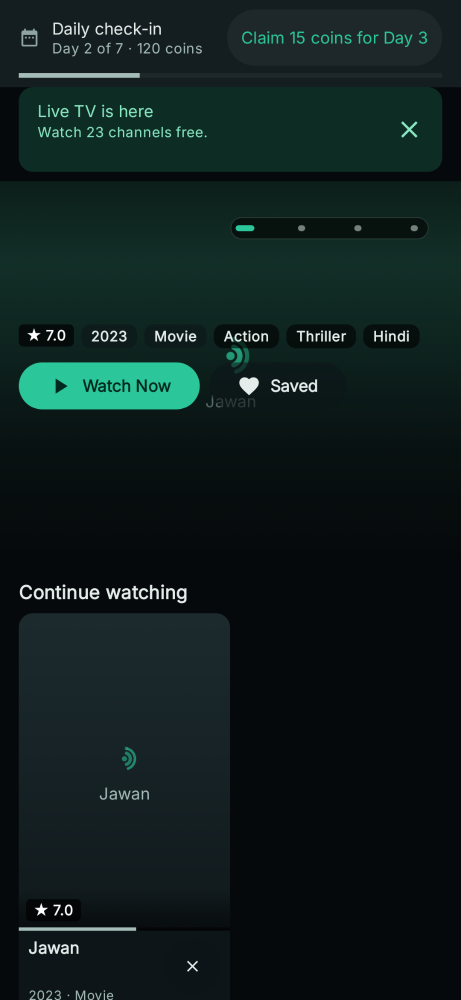 Daily check-in
Day 2 of 7 · 120 coins
Claim 15 coins for Day 3
Live TV is here
Watch 23 channels free.
★ 7.0 2023 Movie Action Thriller Hindi
Watch Now
Saved
Jawan
Continue watching
Jawan
★ 7.0
Jawan
2023 · Movie